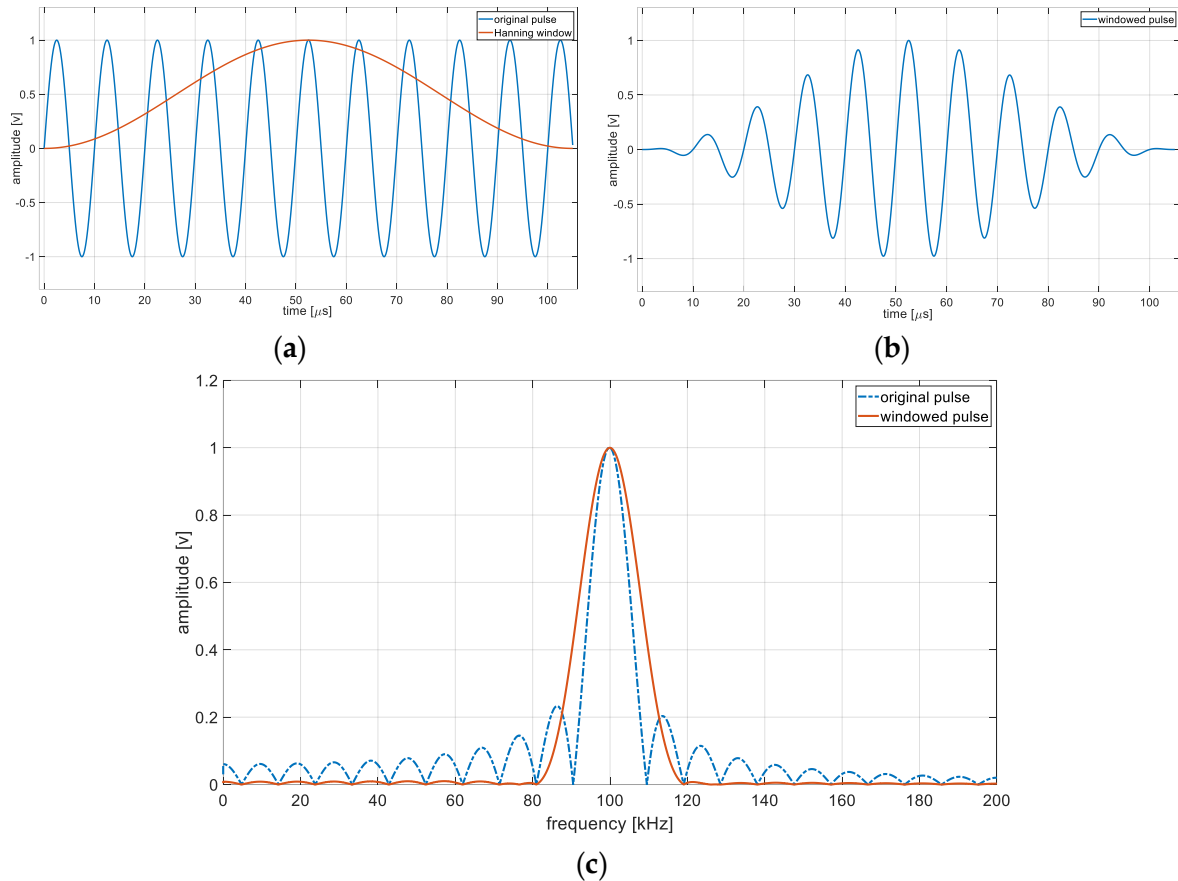 original pulse
Hanning window
1
0.5
0
-0.5
-1
amplitude [v]
0 10 20 30 40 50 60 70 80 90 100
time [μs]
(a)
windowed pulse
1
0.5
0
-0.5
-1
amplitude [v]
0 10 20 30 40 50 60 70 80 90 100
time [μs]
(b)
original pulse
windowed pulse
1.2
1
0.8
0.6
0.4
0.2
0
amplitude [v]
0 20 40 60 80 100 120 140 160 180 200
frequency [kHz]
(c)